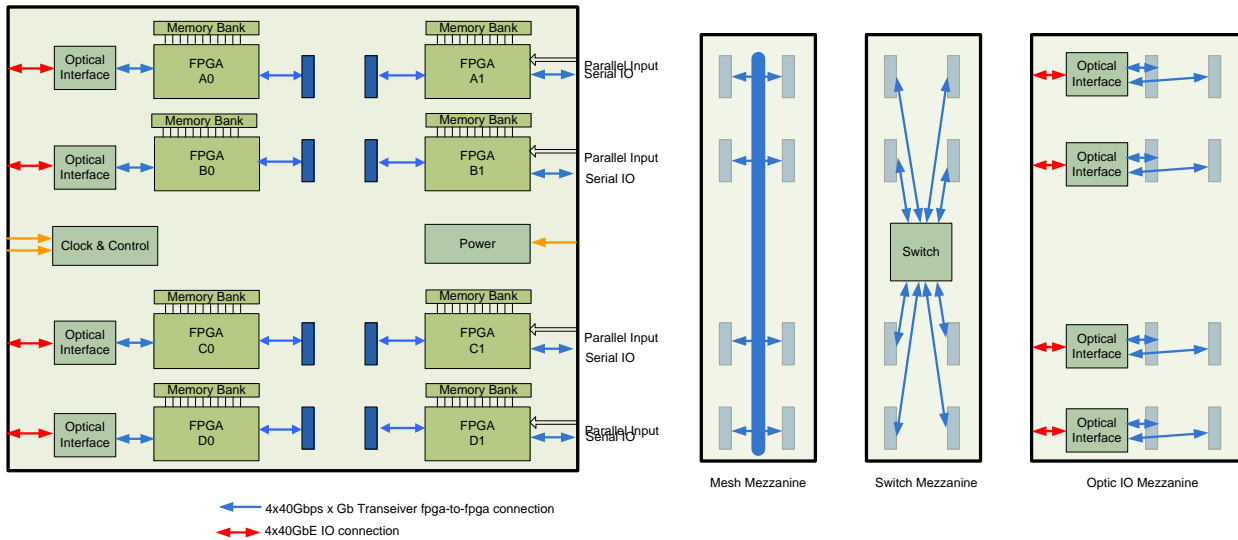 Memory Bank
Memory Bank
Optical
Interface
FPGA
A0
FPGA
A1
Parallel Input
Serial IO
Optical
Interface
Optical
Interface
Memory Bank
Memory Bank
Optical
Interface
FPGA
B0
FPGA
B1
Parallel Input
Serial IO
Optical
Interface
Clock & Control
Power
Switch
Memory Bank
Memory Bank
Optical
Interface
FPGA
C0
FPGA
C1
Parallel Input
Serial IO
Optical
Interface
Memory Bank
Memory Bank
Optical
Interface
FPGA
D0
FPGA
D1
Parallel Input
Serial IO
Optical
Interface
Mesh Mezzanine
Switch Mezzanine
Optic IO Mezzanine
4x40Gbps x Gb Transeiver fpga-to-fpga connection
4x40GbE IO connection